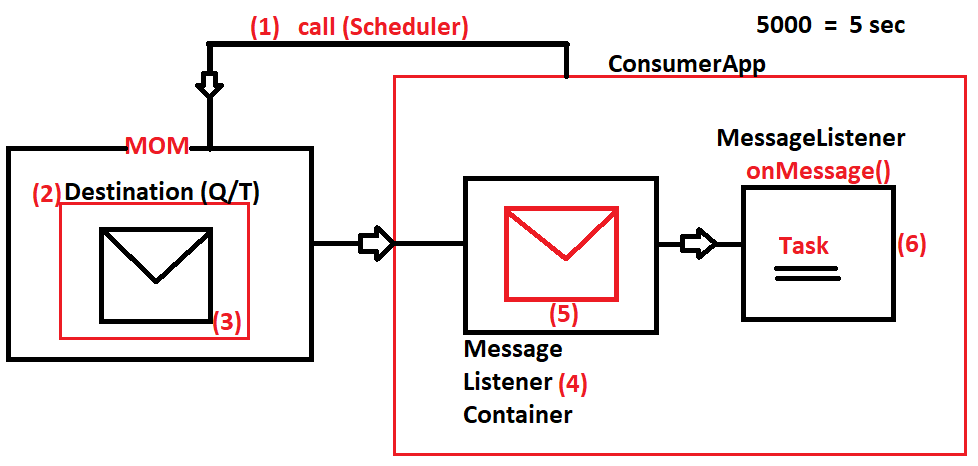 (1) call (Scheduler)
5000 = 5 sec
ConsumerApp
MOM
MessageListener
onMessage()
(2) Destination (Q/T)
Task
(6)
(3)
(5)
Message
Listener (4)
Container